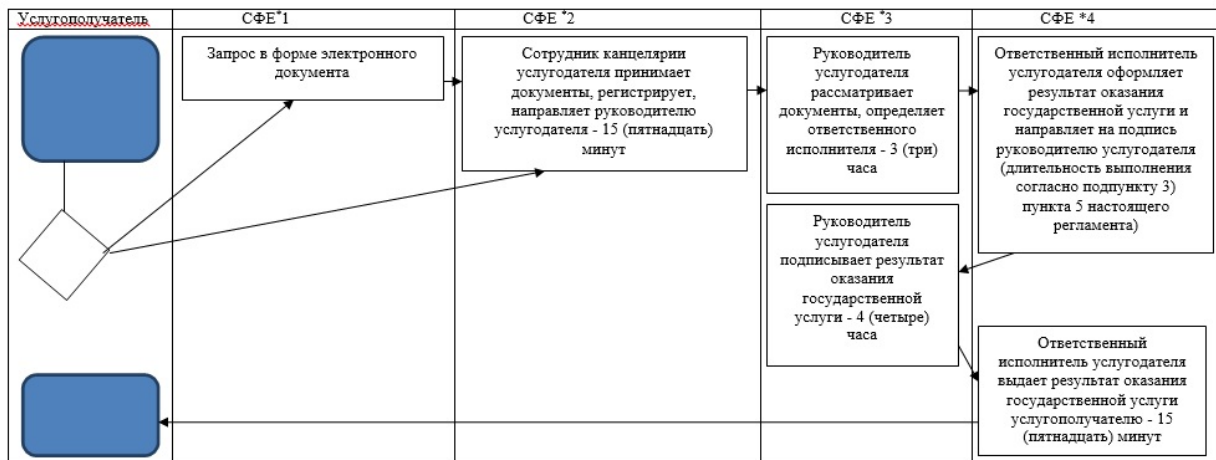 Услугополучатель
СФЕ*1
СФЕ *2
СФЕ *3
СФЕ *4
Запрос в форме электронного
документа
Сотрудник канцелярии
услугодателя принимает
документы, регистрирует,
направляет руководителю
услугодателя - 15 (пятнадцать)
минут
Руководитель
услугодателя
рассматривает
документы, определяет
ответственного
исполнителя - 3 (три)
часа
Ответственный исполнитель
услугодателя оформляет
результат оказания
государственной услуги и
направляет на подпись
руководителю услугодателя
(длительность выполнения
согласно подпункту 3)
пункта 5 настоящего
регламента)
Руководитель
услугодателя
подписывает результат
оказания
государственной
услуги - 4 (четыре)
часа
Ответственный
исполнитель услугодателя
выдает результат оказания
государственной услуги
услугополучателю - 15
(пятнадцать) минут